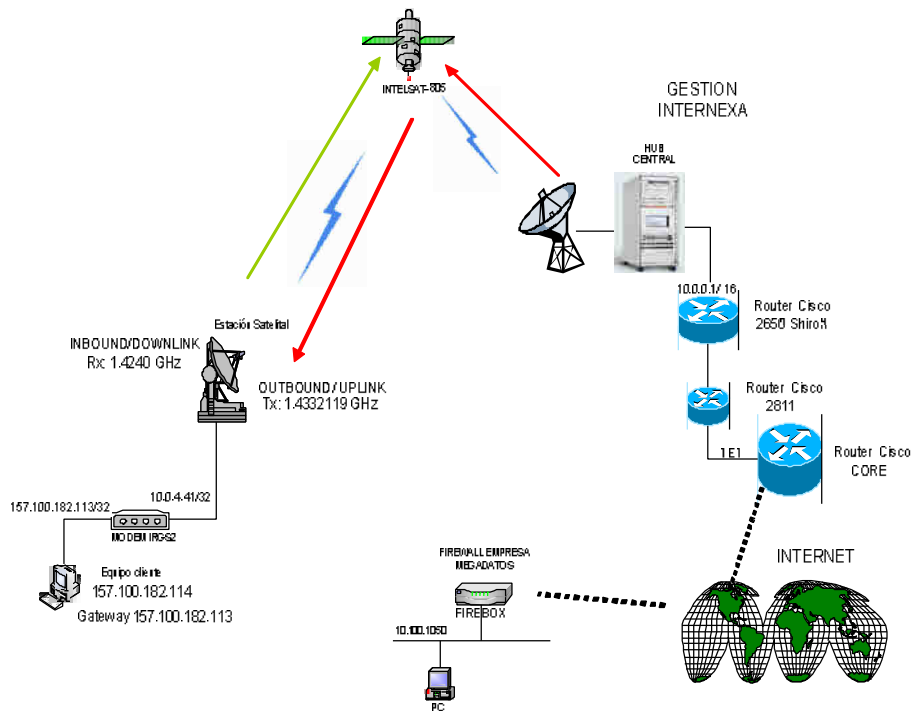 INTELSAT-805
GESTION
INTERNEXA
HUB
CENTRAL
10.0.0.1/ 16
Router Cisco
2650 ShiroN
Estación Satelital
INBOUND/DOWNLINK
Rx: 1.4240 GHz
OUTBOUND/UPLINK
Tx: 1.4332119 GHz
Router Cisco
2811
1E1
Router Cisco
CORE
157.100.182.113/32
10.0.4.41/32
MODEM IRG-S2
Equipo cliente
157.100.182.114
Gateway 157.100.182.113
FIREWALL EMPRESA
MEGADATOS
FIREBOX
INTERNET
10.100.1050
PC